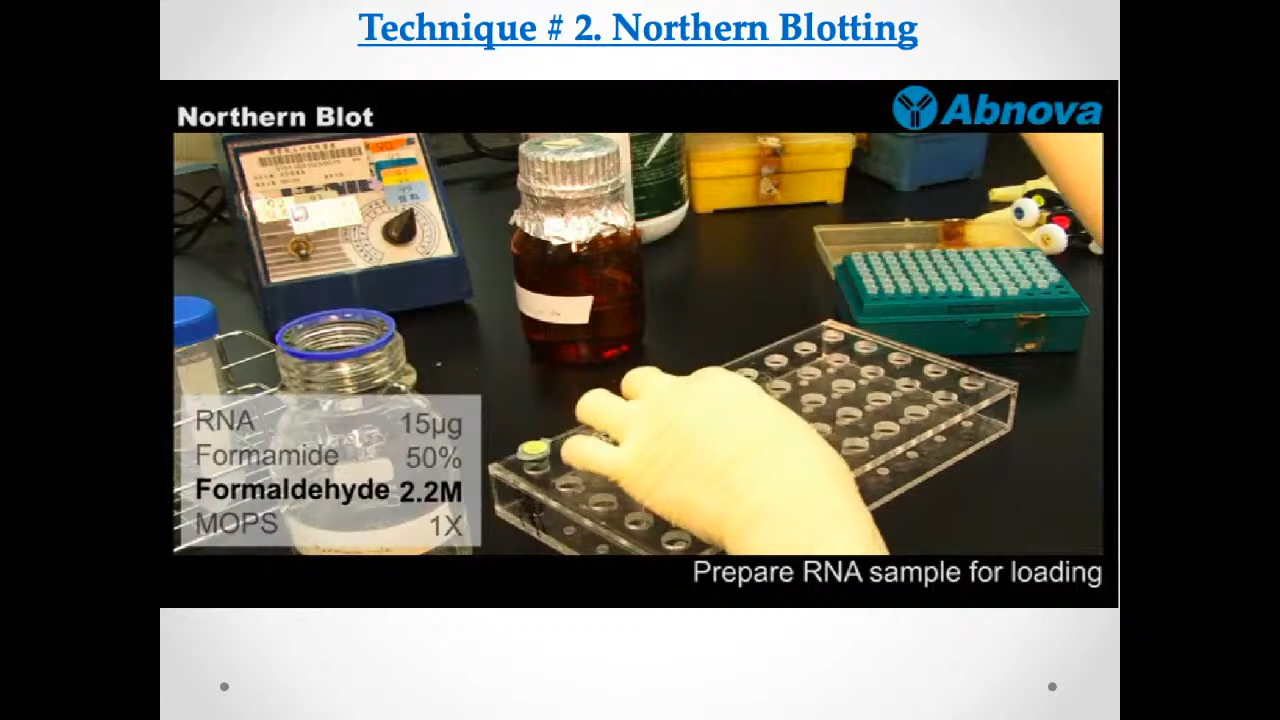 Technique # 2. Northern Blotting
Northern Blot
Abnova
RNA 15µg
Formamide 50%
Formaldehyde 2.2M
MOPS 1X
Prepare RNA sample for loading